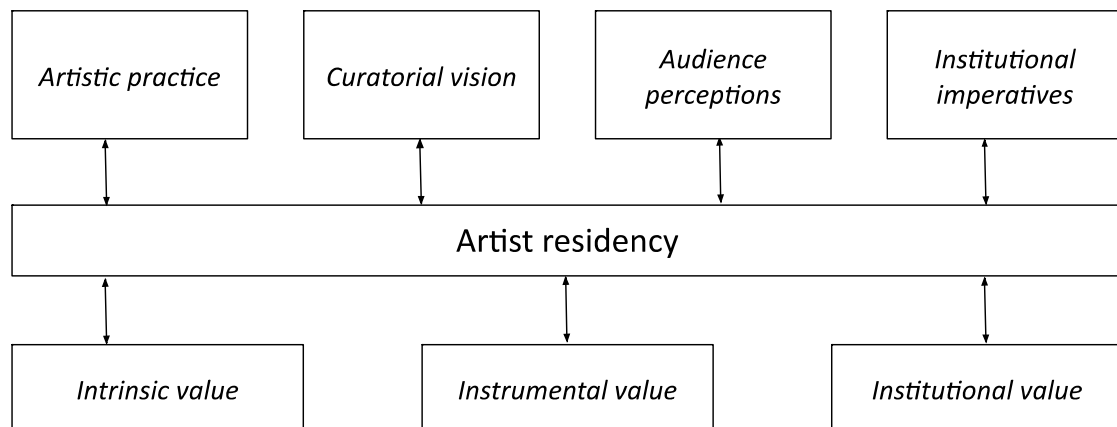 Artistic practice
Curatorial vision
Audience
perceptions
Institutional
imperatives
Artist residency
Intrinsic value
Instrumental value
Institutional value